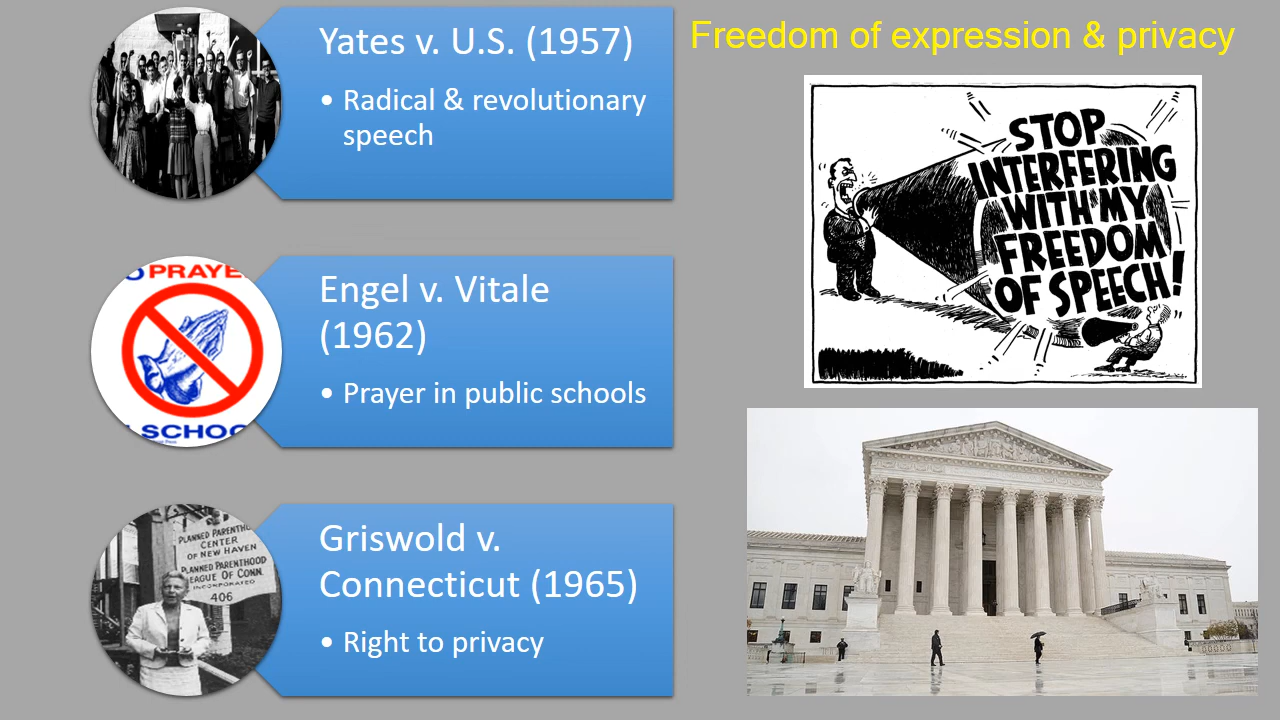 Yates v. U.S. (1957)
• Radical & revolutionary
speech
Freedom of expression & privacy
STOP
INTERFERING
WITH MY
FREEDOM
OF SPEECH!
PRAYE
SCHOO
Engel v. Vitale
(1962)
• Prayer in public schools
PLANNED PARENTHO
CENTER
OF NEW HAVEN
PLANNED PARENTHOOD
LEAGUE OF CONN.
INCORPORATED
406
Griswold v.
Connecticut (1965)
• Right to privacy